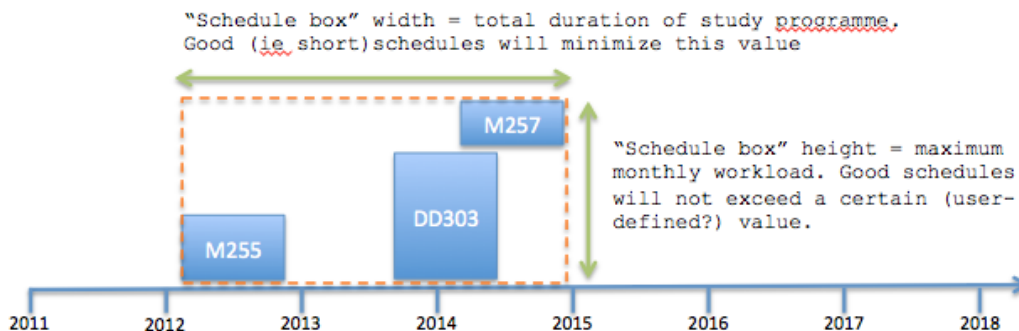 “Schedule box” width = total duration of study programme.
Good (ie short)schedules will minimize this value
M257
“Schedule box” height = maximum
monthly workload. Good schedules
will not exceed a certain (user-
defined?) value.
DD303
M255
2011 2012 2013 2014 2015 2016 2017 2018